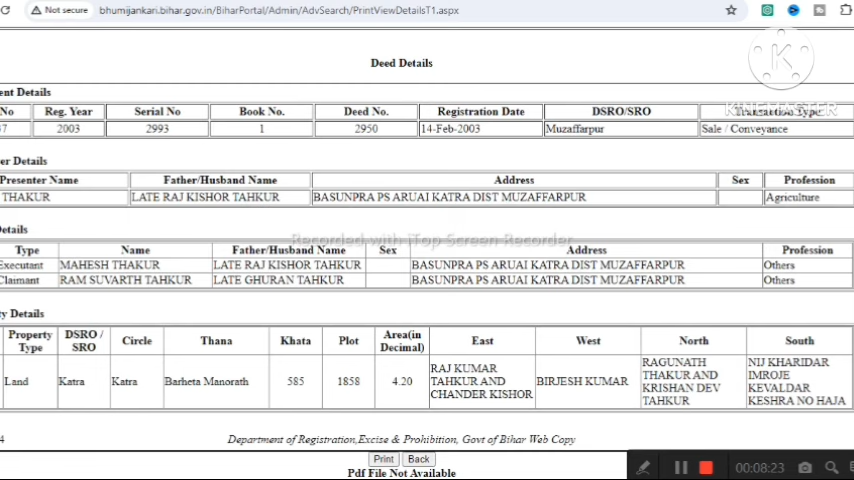 Not secure bhumijankari.bihar.gov.in/BiharPortal/Admin/AdvSearch/PrintViewDetailsT1.aspx
Deed Details
ent Details
No Reg. Year Serial No Book No. Deed No. Registration Date DSRO/SRO Transaction Type
7 2003 2993 1 2950 14-Feb-2003 Muzaffarpur Sale / Conveyance
K
KINEMASTER
er Details
Presenter Name Father/Husband Name Address Sex Profession
THAKUR LATE RAJ KISHOR TAHKUR BASUNPRA PS ARUAI KATRA DIST MUZAFFARPUR Agriculture
Details
Recorded with iTop Screen Recorder
Type Name Father/Husband Name Sex Address Profession
Executant MAHESH THAKUR LATE RAJ KISHOR TAHKUR BASUNPRA PS ARUAI KATRA DIST MUZAFFARPUR Others
Claimant RAM SUVARTH TAHKUR LATE GHURAN TAHKUR BASUNPRA PS ARUAI KATRA DIST MUZAFFARPUR Others
ty Details
Property Type DSRO / SRO Circle Thana Khata Plot Area(in Decimal) East West North South
Land Katra Katra Barheta Manorath 585 1858 4.20 RAJ KUMAR TAHKUR AND CHANDER KISHOR BIRJESH KUMAR RAGUNATH THAKUR AND KRISHAN DEV TAHKUR NIJ KHARIDAR IMROJE KEVALDAR KESHRA NO HAJA
4 Department of Registration,Excise & Prohibition, Govt of Bihar Web Copy
Print Back
Pdf File Not Available
00:08:23